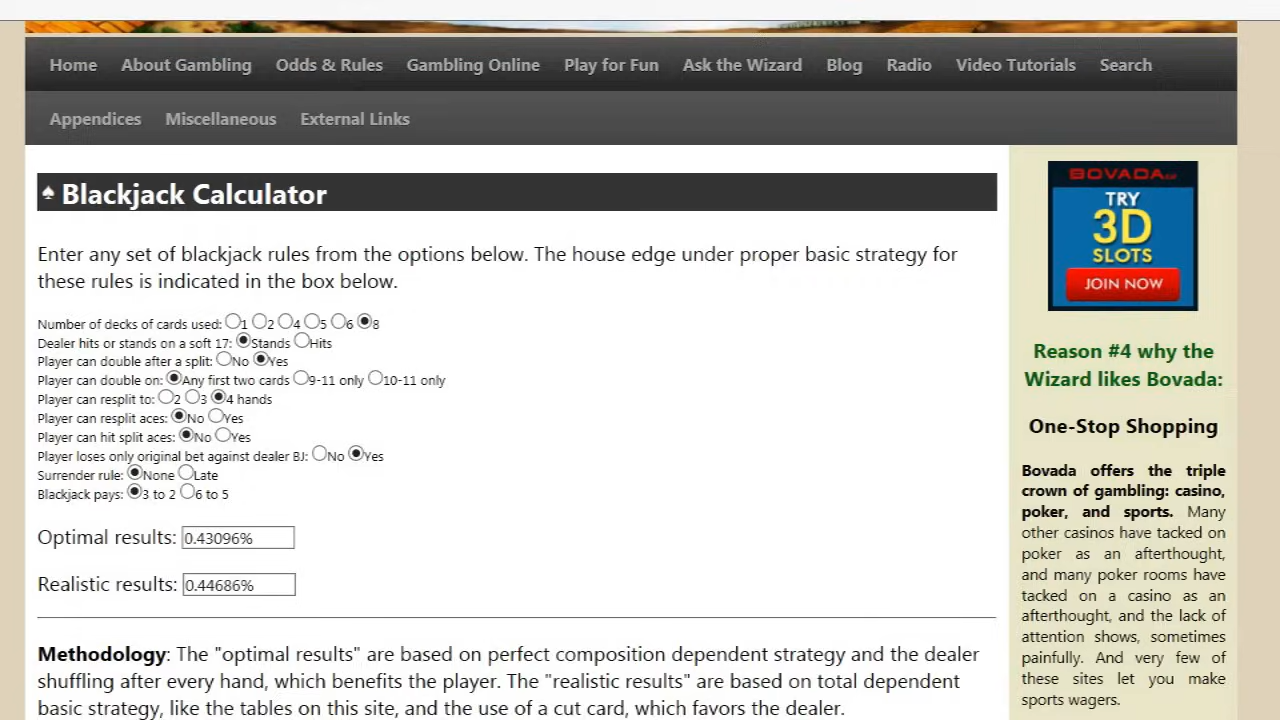 Home About Gambling Odds & Rules Gambling Online Play for Fun Ask the Wizard Blog Radio Video Tutorials Search
Appendices Miscellaneous External Links
♠ Blackjack Calculator
Enter any set of blackjack rules from the options below. The house edge under proper basic strategy for
these rules is indicated in the box below.
Number of decks of cards used: 1 2 4 5 6 8
Dealer hits or stands on a soft 17: Stands Hits
Player can double after a split: No Yes
Player can double on: Any first two cards 9-11 only 10-11 only
Player can resplit to: 2 3 4 hands
Player can resplit aces: No Yes
Player can hit split aces: No Yes
Player loses only original bet against dealer BJ: No Yes
Surrender rule: None Late
Blackjack pays: 3 to 2 6 to 5
Optimal results: 0.43096%
Realistic results: 0.44686%
Methodology: The "optimal results" are based on perfect composition dependent strategy and the dealer
shuffling after every hand, which benefits the player. The "realistic results" are based on total dependent
basic strategy, like the tables on this site, and the use of a cut card, which favors the dealer.
TRY
3D
SLOTS
JOIN NOW
Reason #4 why the
Wizard likes Bovada:
One-Stop Shopping
Bovada offers the triple
crown of gambling: casino,
poker, and sports. Many
other casinos have tacked on
poker as an afterthought,
and many poker rooms have
tacked on a casino as an
afterthought, and the lack of
attention shows, sometimes
painfully. And very few of
these sites let you make
sports wagers.